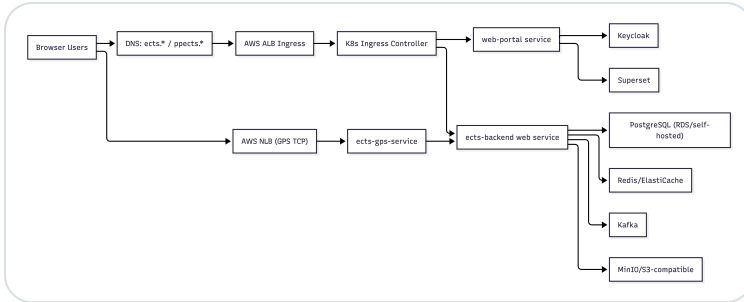 Browser Users
DNS: ects.* / ppects.*
AWS ALB Ingress
K8s Ingress Controller
web-portal service
Keycloak
Superset
AWS NLB (GPS TCP)
ects-gps-service
ects-backend web service
PostgreSQL (RDS/self-
hosted)
Redis/ElastiCache
Kafka
MinIO/S3-compatible